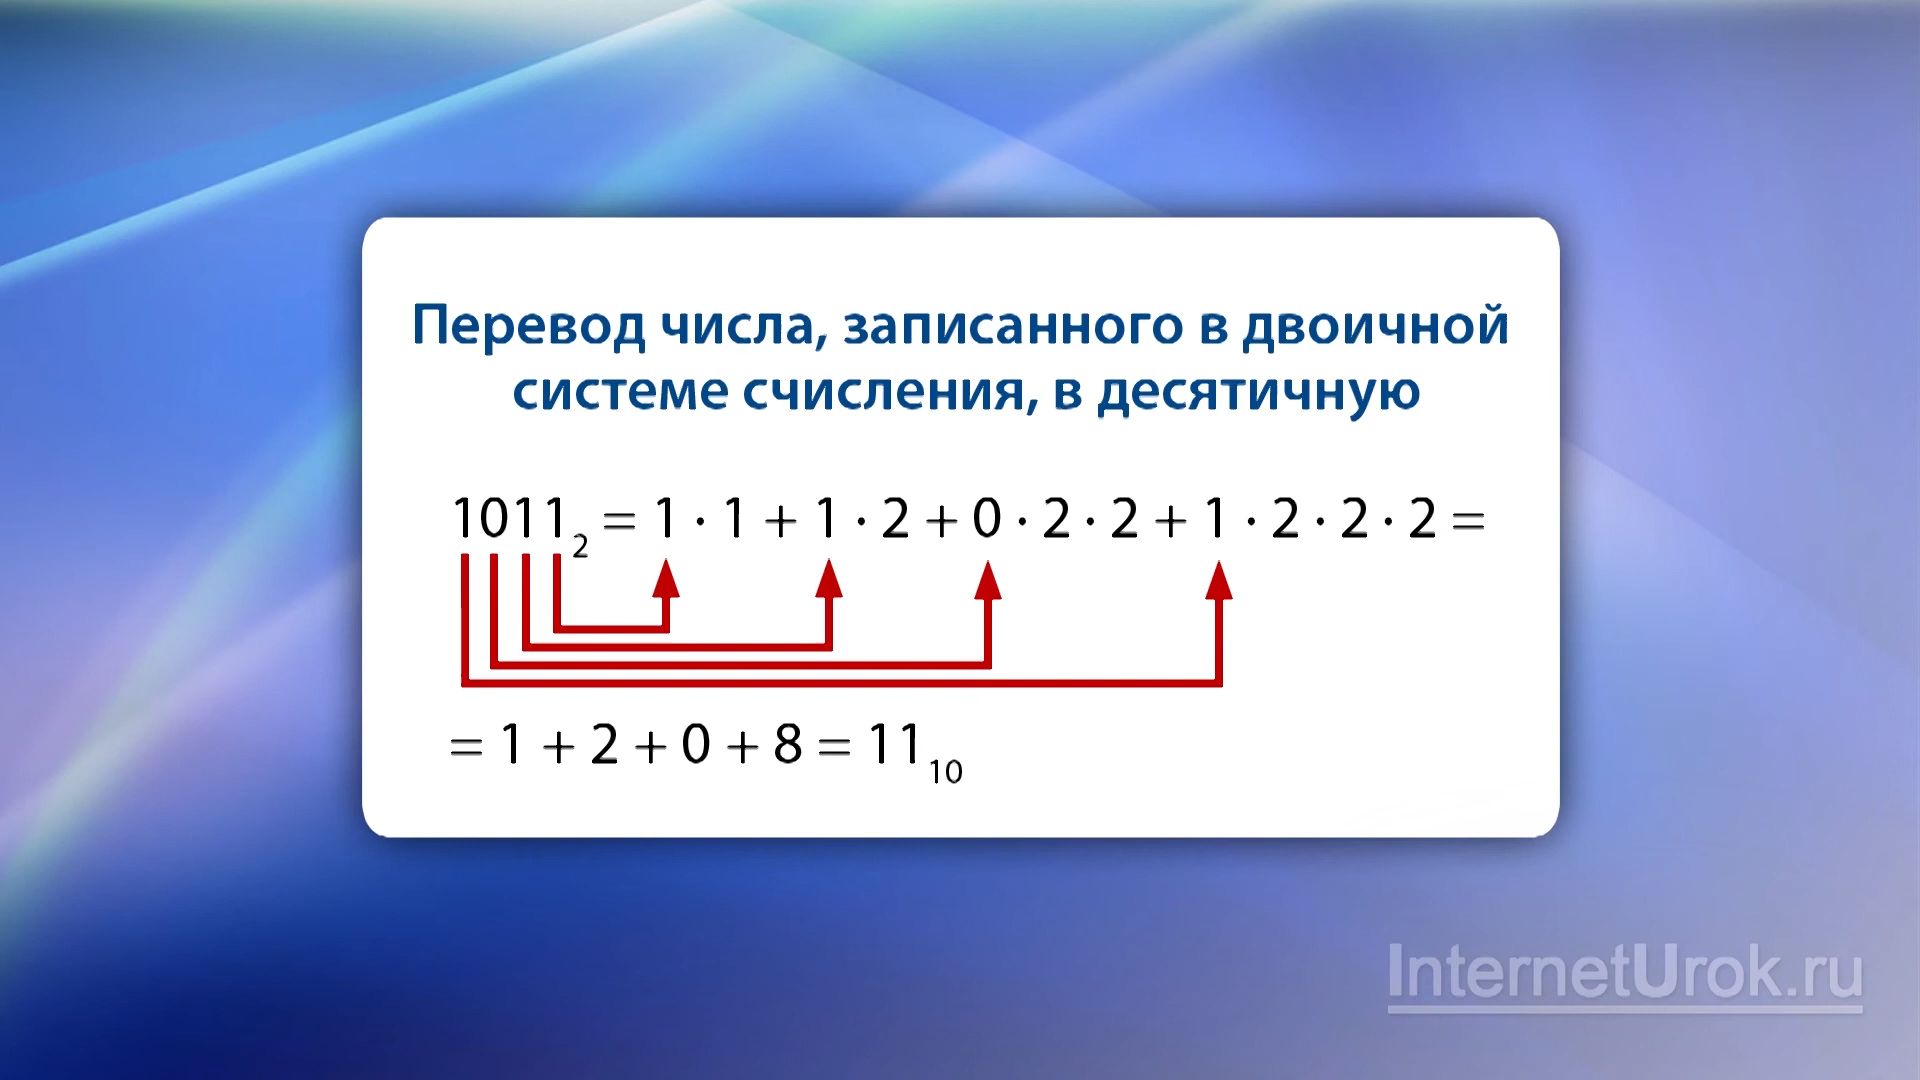 Перевод числа, записанного в двоичной
системе счисления, в десятичную
1011₂ = 1 · 1 + 1 · 2 + 0 · 2 · 2 + 1 · 2 · 2 · 2 =
= 1 + 2 + 0 + 8 = 11₁₀
InternetUrok.ru